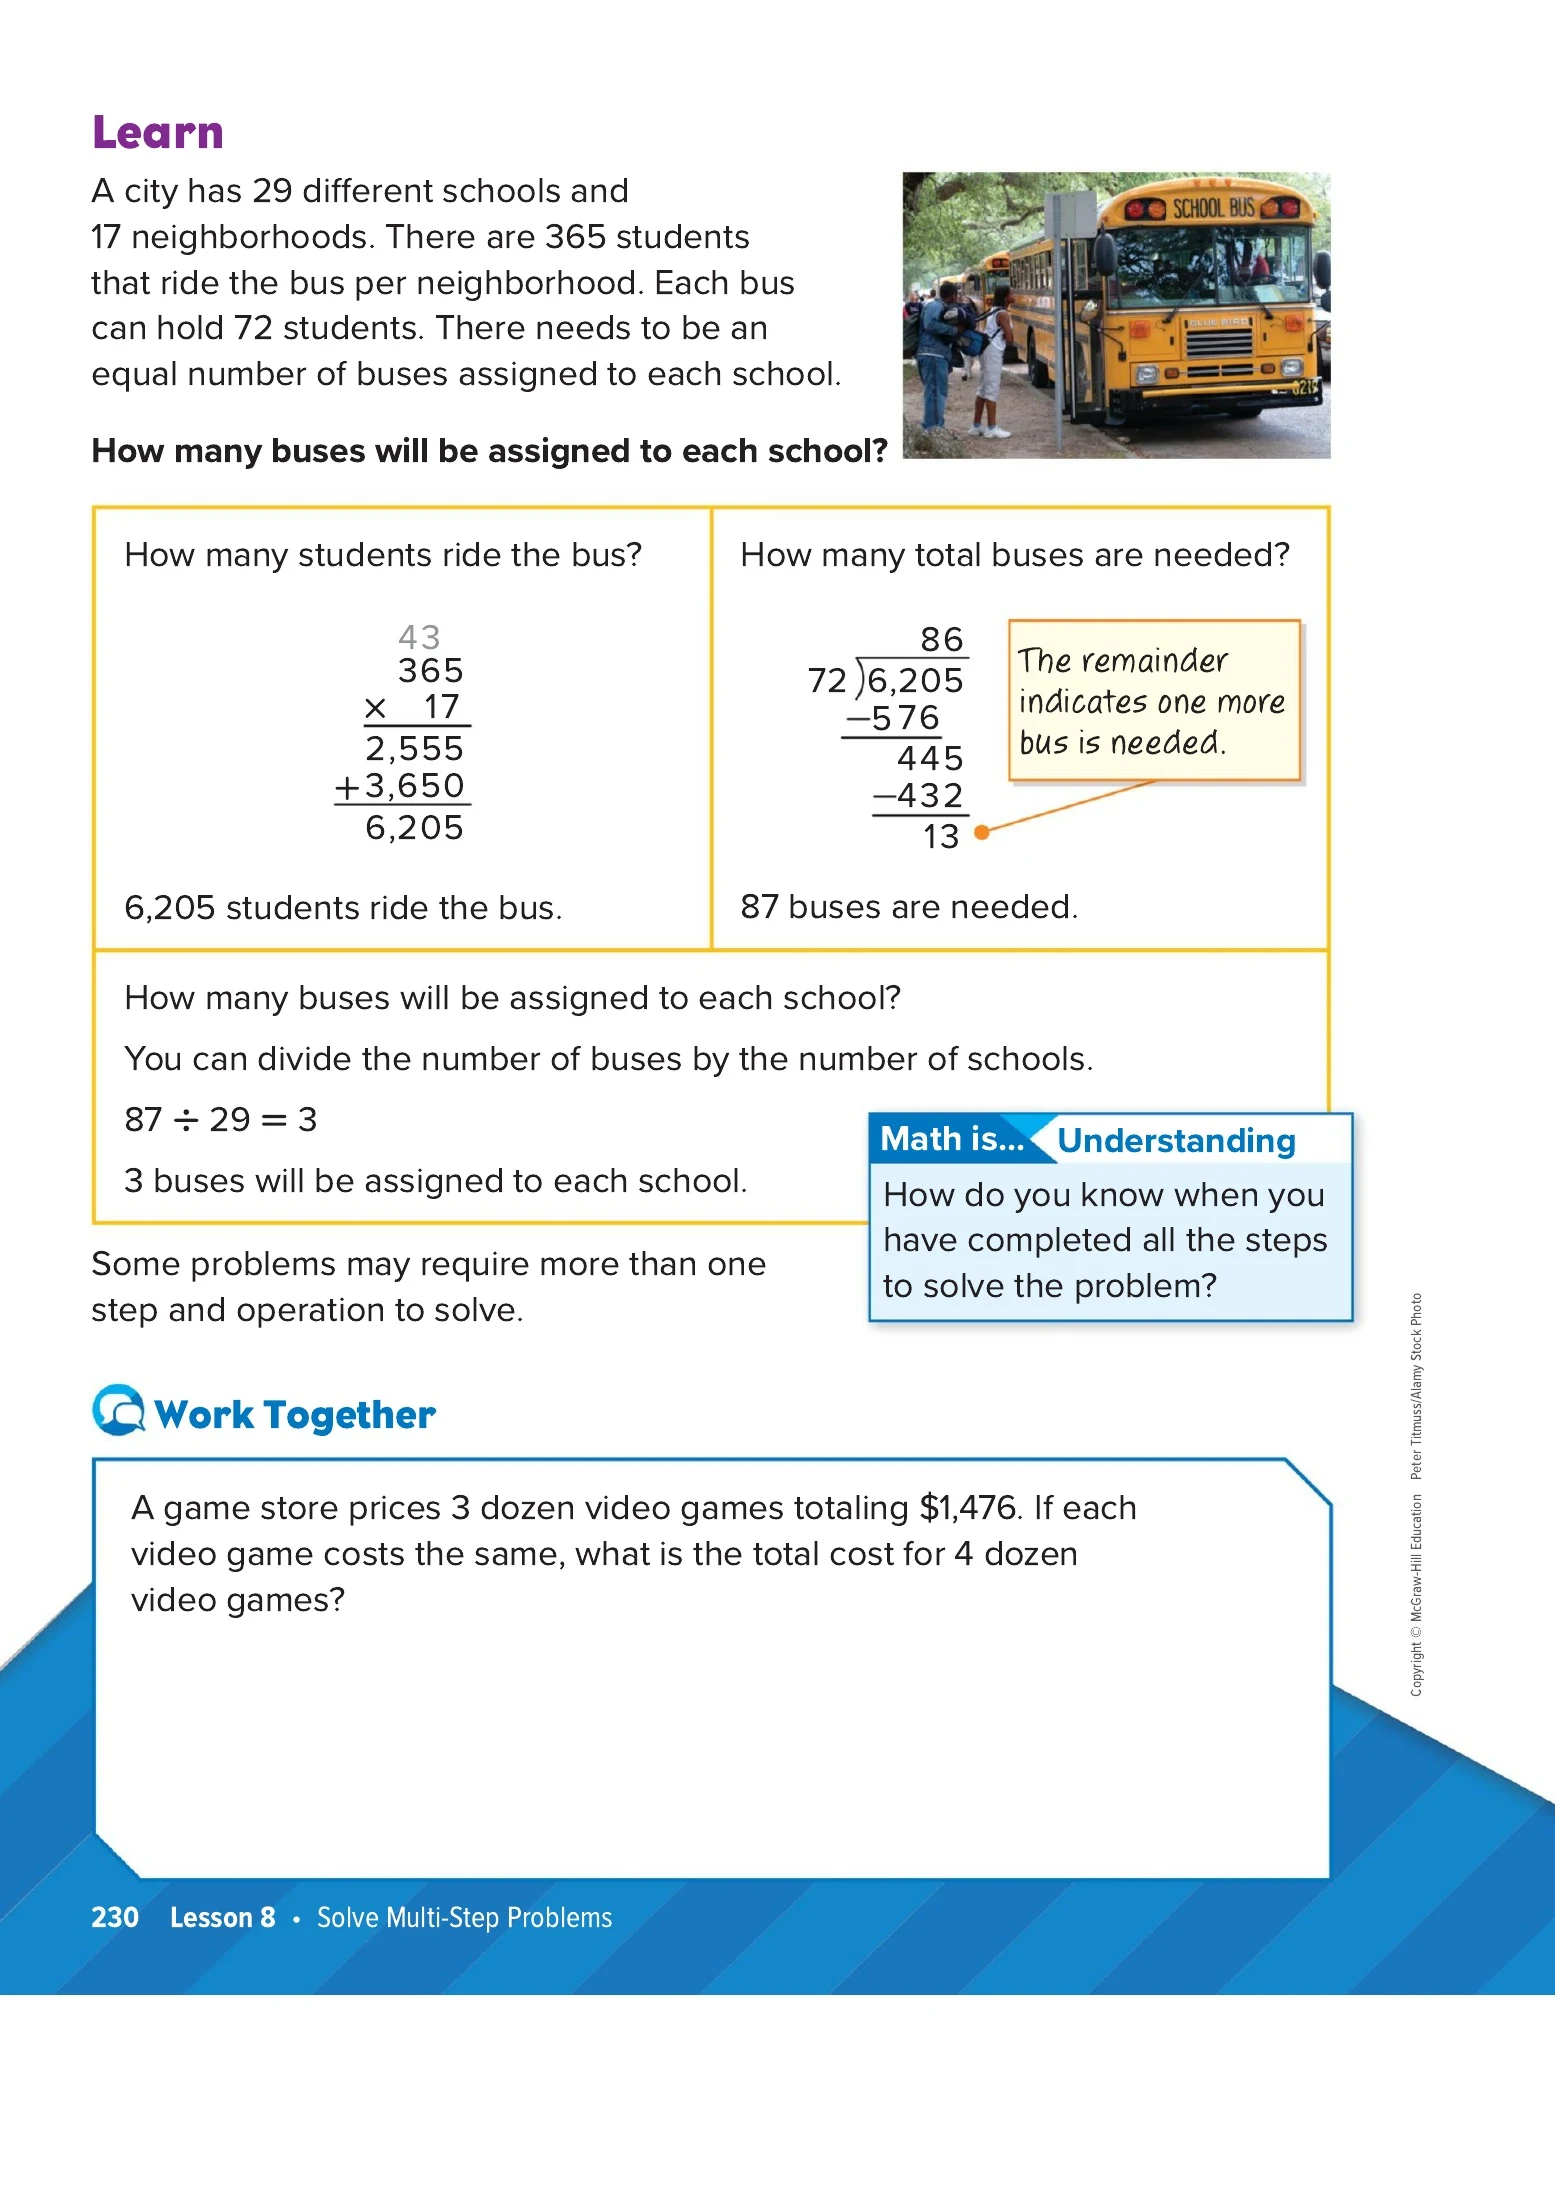 Learn
A city has 29 different schools and
17 neighborhoods. There are 365 students
that ride the bus per neighborhood. Each bus
can hold 72 students. There needs to be an
equal number of buses assigned to each school.
How many buses will be assigned to each school?
SCHOOL BUS
BLUE BIRD
How many students ride the bus?
43
365
× 17
2,555
+3,650
6,205
6,205 students ride the bus.
How many total buses are needed?
86
72)6,205
−576
445
−432
13
The remainder
indicates one more
bus is needed.
87 buses are needed.
How many buses will be assigned to each school?
You can divide the number of buses by the number of schools.
87 ÷ 29 = 3
3 buses will be assigned to each school.
Math is... Understanding
How do you know when you
have completed all the steps
to solve the problem?
Some problems may require more than one
step and operation to solve.
Work Together
A game store prices 3 dozen video games totaling $1,476. If each
video game costs the same, what is the total cost for 4 dozen
video games?
Copyright © McGraw-Hill Education Peter Titmuss/Alamy Stock Photo
230 Lesson 8 • Solve Multi-Step Problems